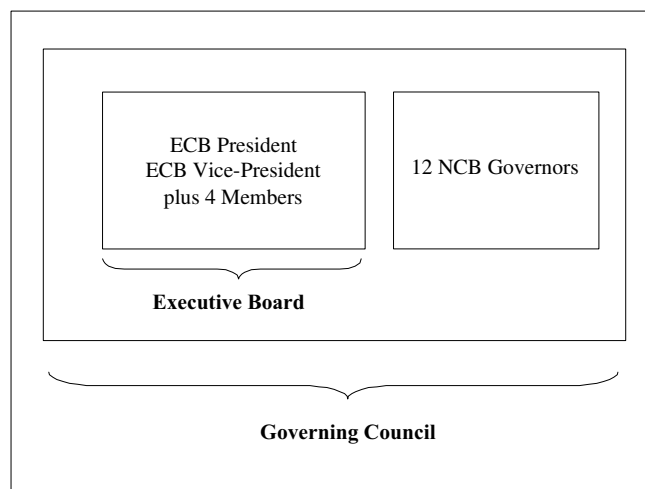 ECB President
ECB Vice-President
plus 4 Members
12 NCB Governors
Executive Board
Governing Council